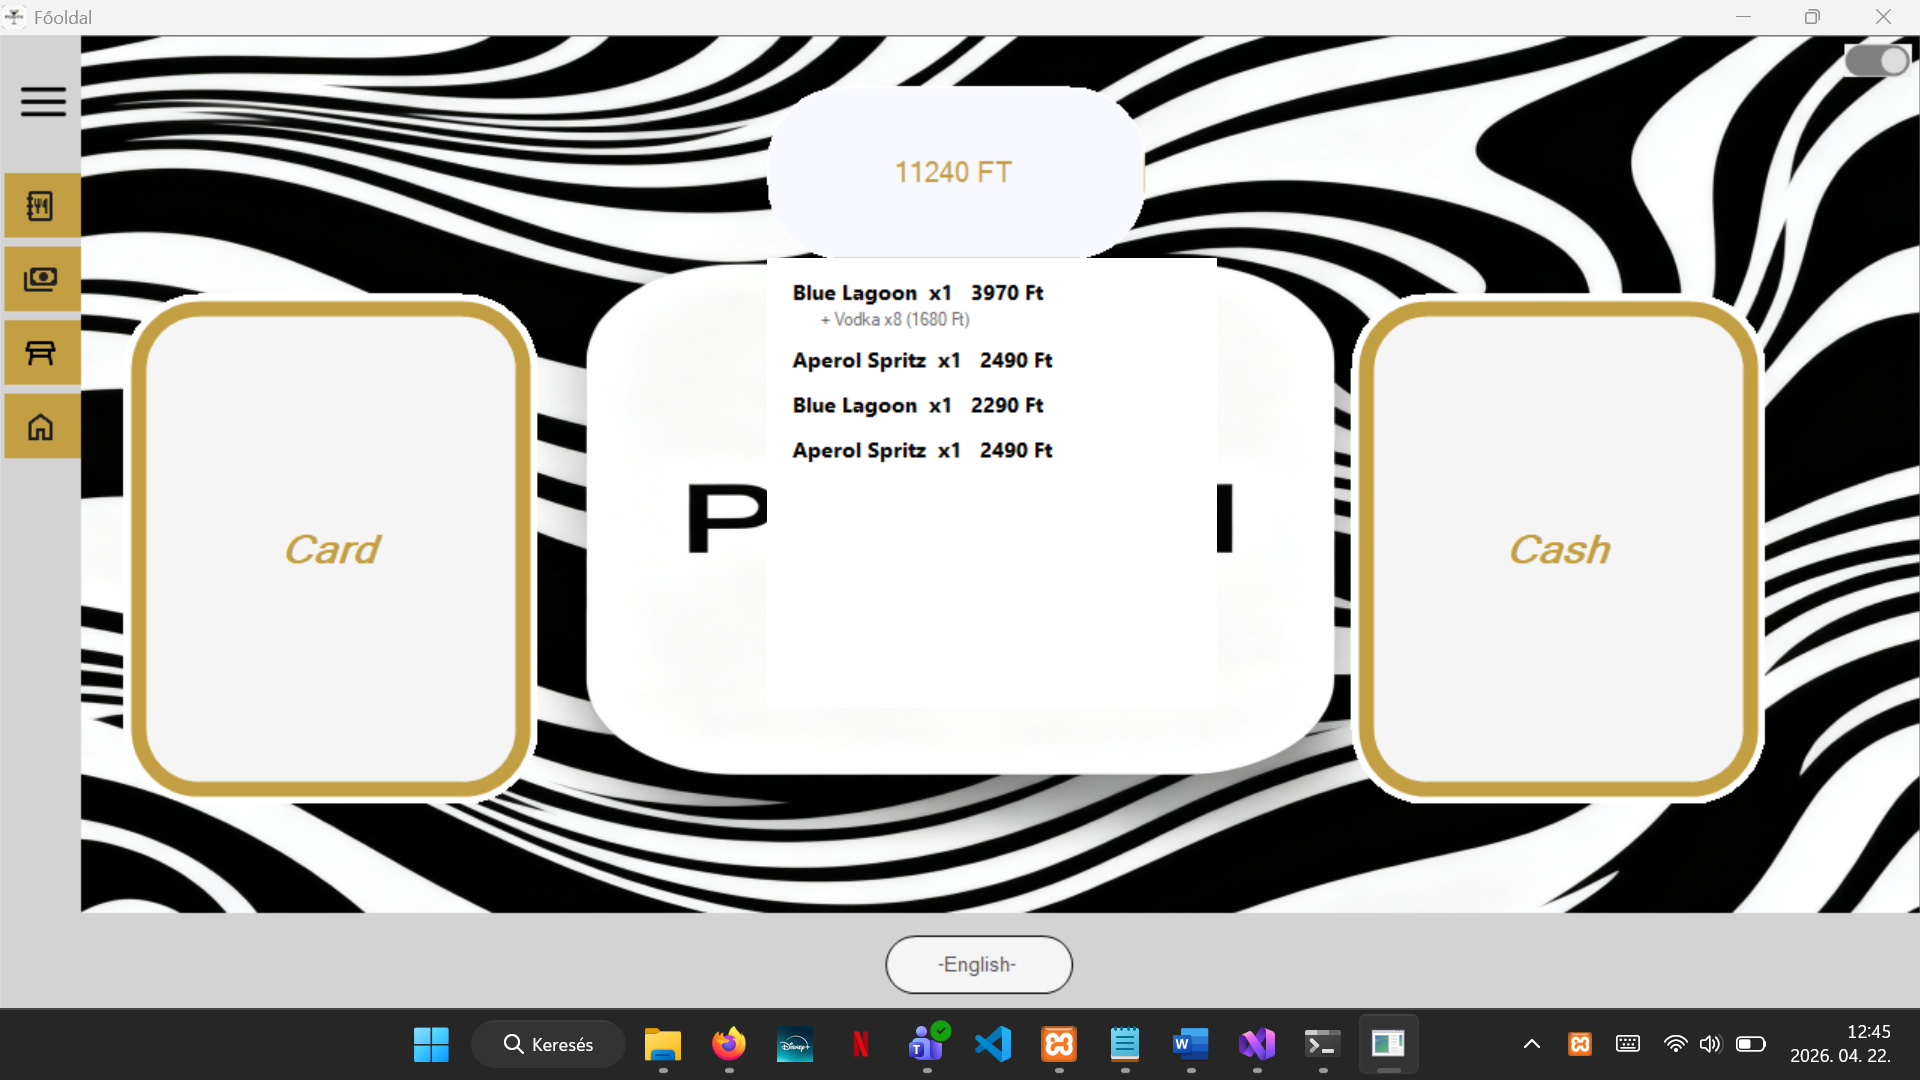 Főoldal
11240 FT
Blue Lagoon x1 3970 Ft
+ Vodka x8 (1680 Ft)
Aperol Spritz x1 2490 Ft
Blue Lagoon x1 2290 Ft
Aperol Spritz x1 2490 Ft
Card
Cash
-English-
Keresés
Disney+
12:45
2026. 04. 22.